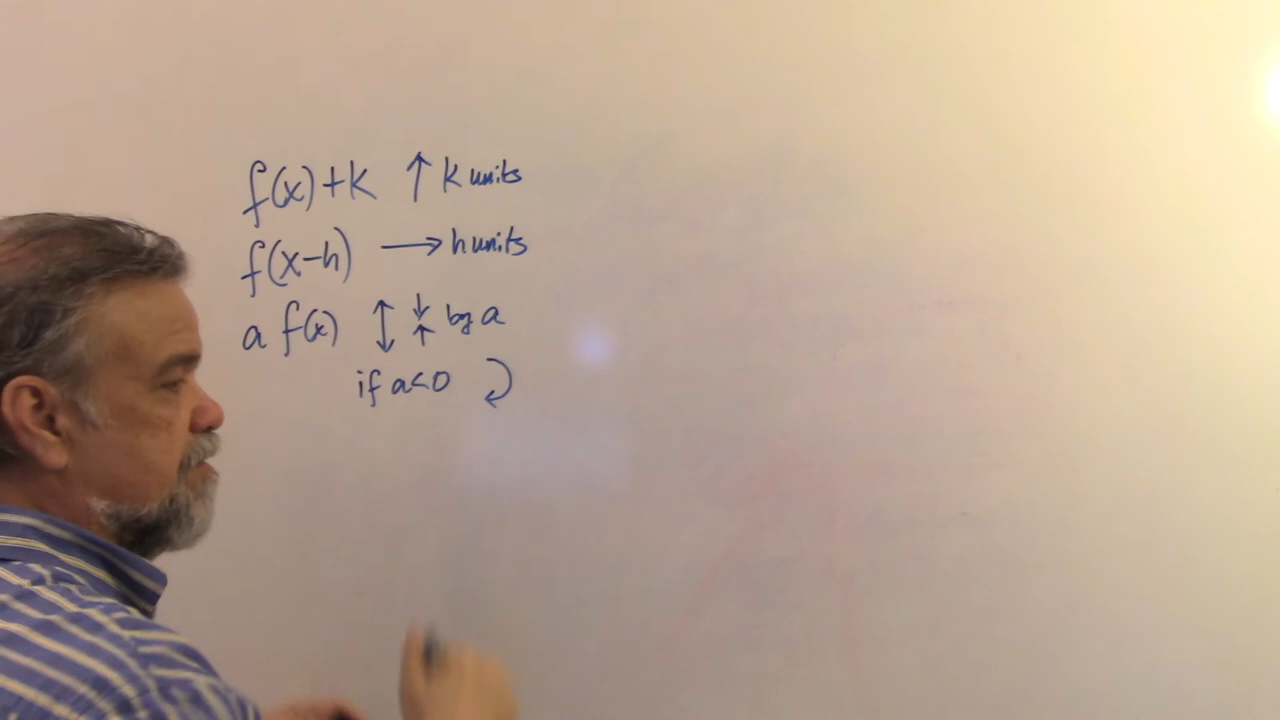 f(x)+k ↑ k units
f(x-h) → h units
a f(x) ↕ ↓↑ by a
if a<0 ⤸